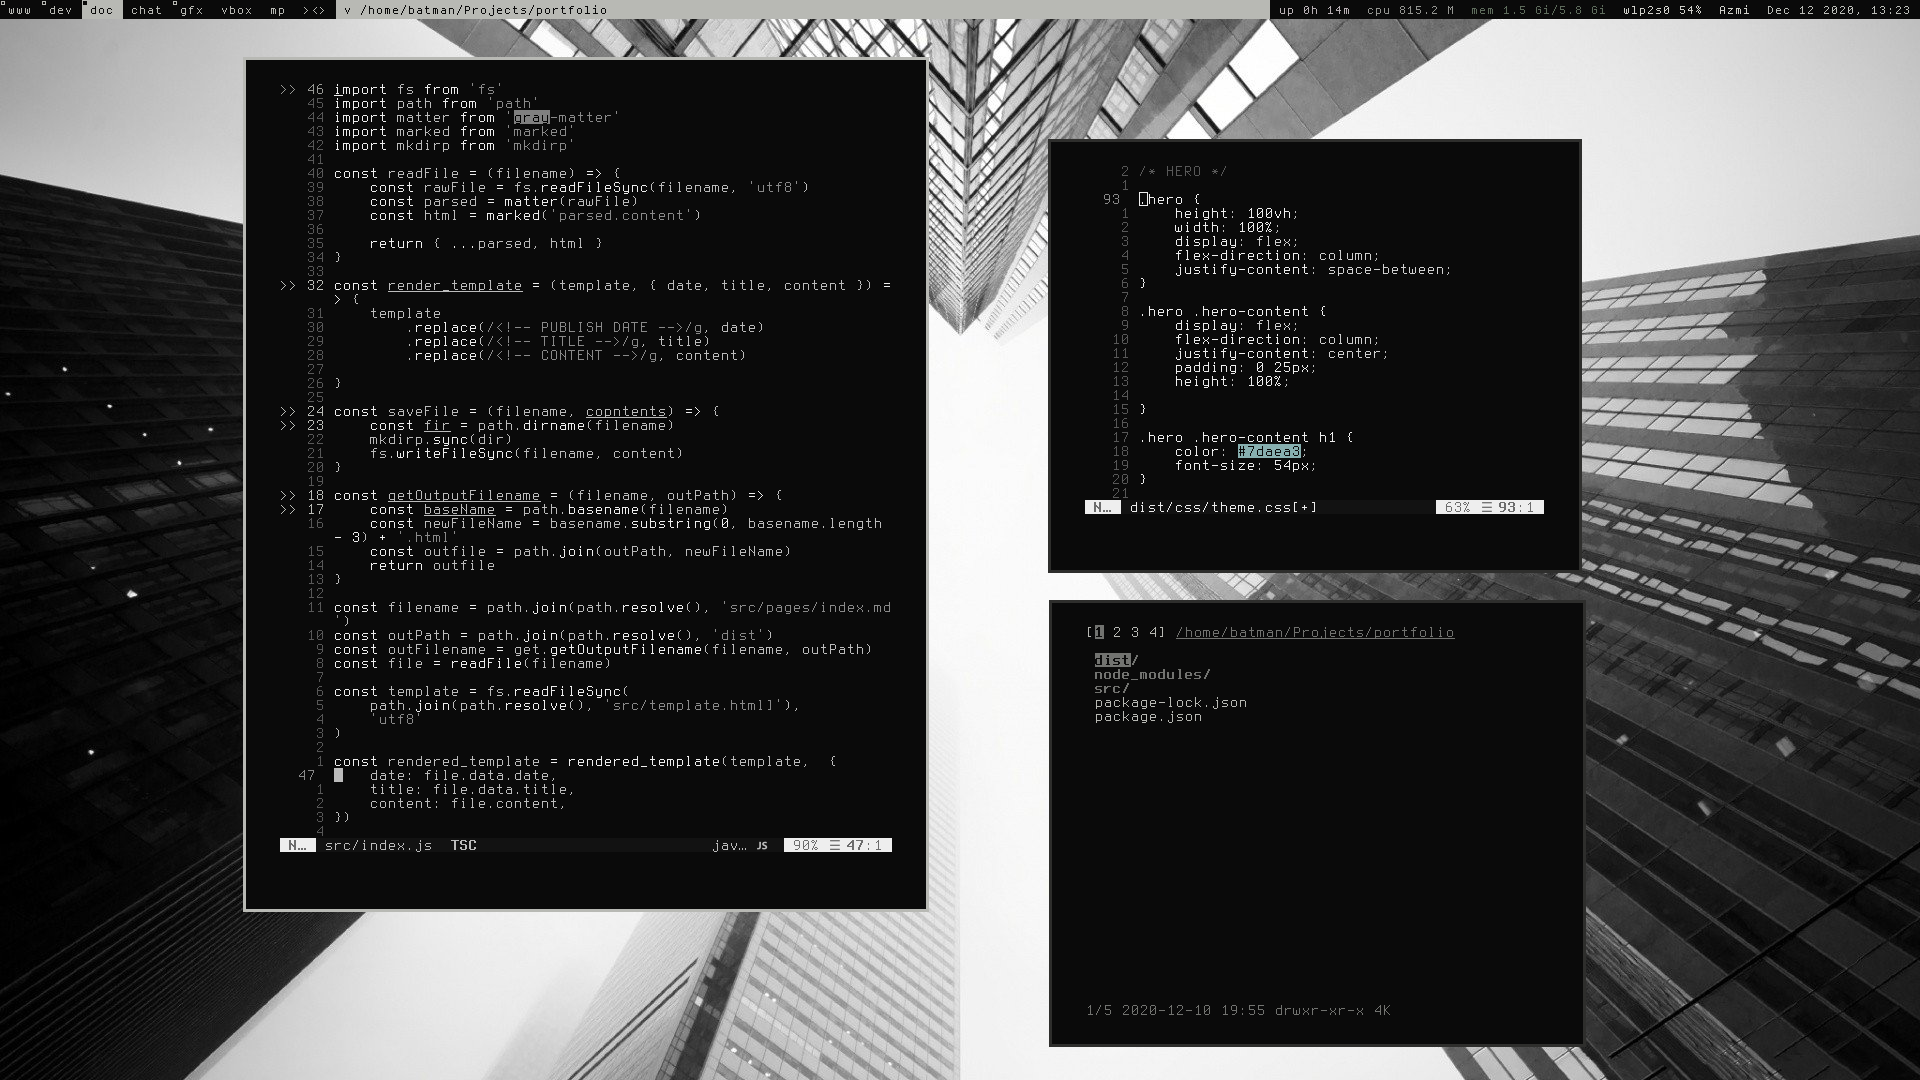 www dev doc chat gfx vbox mp ><> v /home/batman/Projects/portfolio up 0h 14m cpu 815.2 M mem 1.5 Gi/5.8 Gi wlp2s0 54% Azmi Dec 12 2020, 13:23
>> 46 import fs from 'fs'
45 import path from 'path'
44 import matter from 'gray-matter'
43 import marked from 'marked'
42 import mkdirp from 'mkdirp'
41
40 const readFile = (filename) => {
39     const rawFile = fs.readFileSync(filename, 'utf8')
38     const parsed = matter(rawFile)
37     const html = marked('parsed.content')
36
35     return { ...parsed, html }
34 }
33
>> 32 const render_template = (template, { date, title, content }) =
> {
31     template
30         .replace(/<!-- PUBLISH DATE -->/g, date)
29         .replace(/<!-- TITLE -->/g, title)
28         .replace(/<!-- CONTENT -->/g, content)
27
26 }
25
>> 24 const saveFile = (filename, copntents) => {
>> 23     const fir = path.dirname(filename)
22     mkdirp.sync(dir)
21     fs.writeFileSync(filename, content)
20 }
19
>> 18 const getOutputFilename = (filename, outPath) => {
>> 17     const baseName = path.basename(filename)
16     const newFileName = basename.substring(0, basename.length
- 3) + '.html'
15     const outfile = path.join(outPath, newFileName)
14     return outfile
13 }
12
11 const filename = path.join(path.resolve(), 'src/pages/index.md
')
10 const outPath = path.join(path.resolve(), 'dist')
9 const outFilename = get.getOutputFilename(filename, outPath)
8 const file = readFile(filename)
7
6 const template = fs.readFileSync(
5     path.join(path.resolve(), 'src/template.html]'),
4     'utf8'
3 )
2
1 const rendered_template = rendered_template(template,  {
47     date: file.data.date,
1     title: file.data.title,
2     content: file.content,
3 })
4
N… src/index.js TSC jav… JS 90% ☰ 47:1
2 /* HERO */
1
93 .hero {
1     height: 100vh;
2     width: 100%;
3     display: flex;
4     flex-direction: column;
5     justify-content: space-between;
6 }
7
8 .hero .hero-content {
9     display: flex;
10     flex-direction: column;
11     justify-content: center;
12     padding: 0 25px;
13     height: 100%;
14
15 }
16
17 .hero .hero-content h1 {
18     color: #7daea3;
19     font-size: 54px;
20 }
21
N… dist/css/theme.css[+] 63% ☰ 93:1
[1 2 3 4] /home/batman/Projects/portfolio
dist/
node_modules/
src/
package-lock.json
package.json
1/5 2020-12-10 19:55 drwxr-xr-x 4K